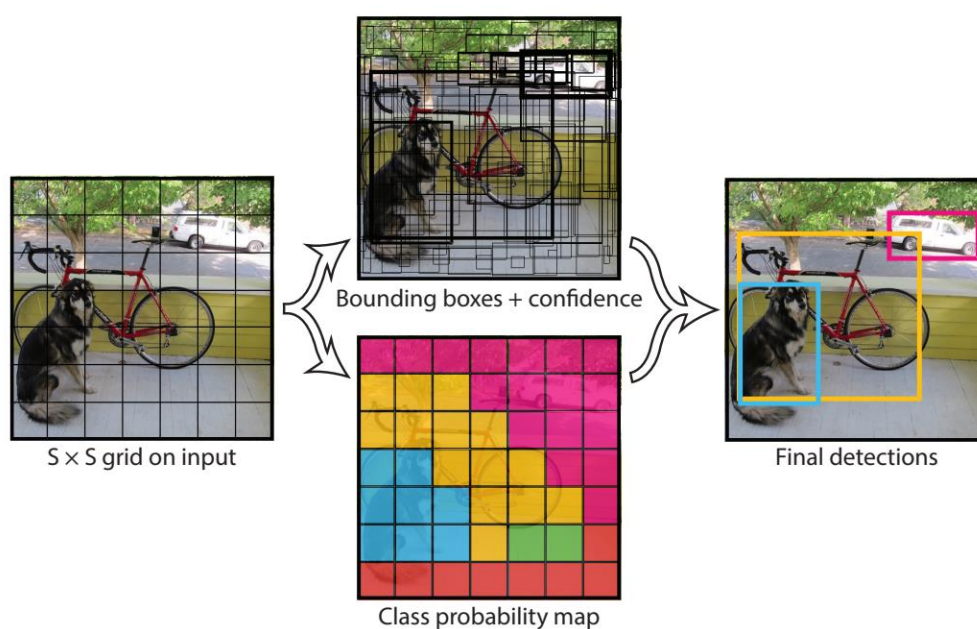 Bounding boxes + confidence
S × S grid on input
Final detections
Class probability map